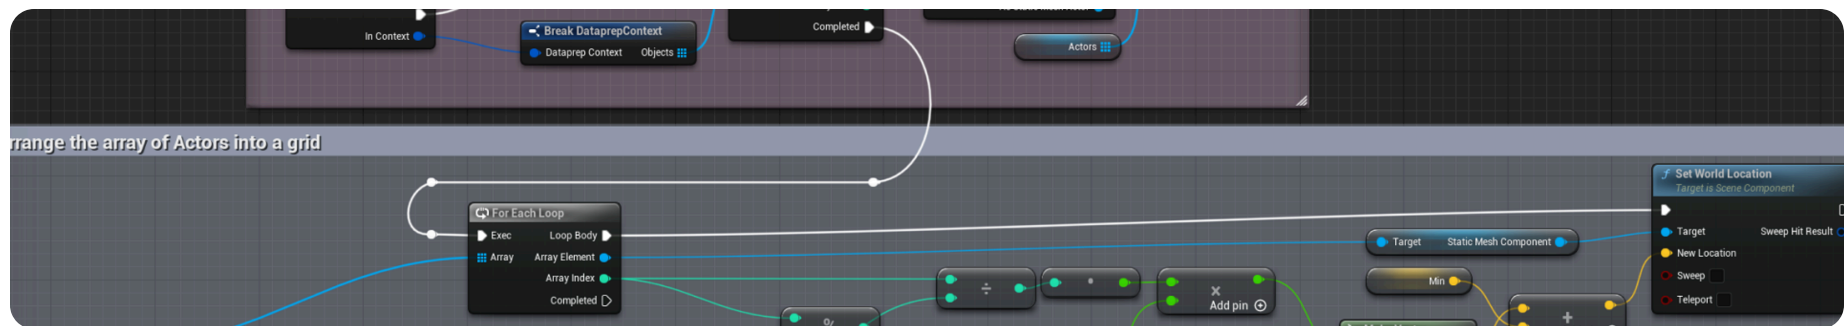 In Context
Break DataprepContext
Dataprep Context
Objects
Completed
Actors
rrange the array of Actors into a grid
For Each Loop
Exec
Loop Body
Array
Array Element
Array Index
Completed
÷
%
•
×
Add pin
Target
Static Mesh Component
Min
+
f Set World Location
Target is Scene Component
Target
Sweep Hit Result
New Location
Sweep
Teleport